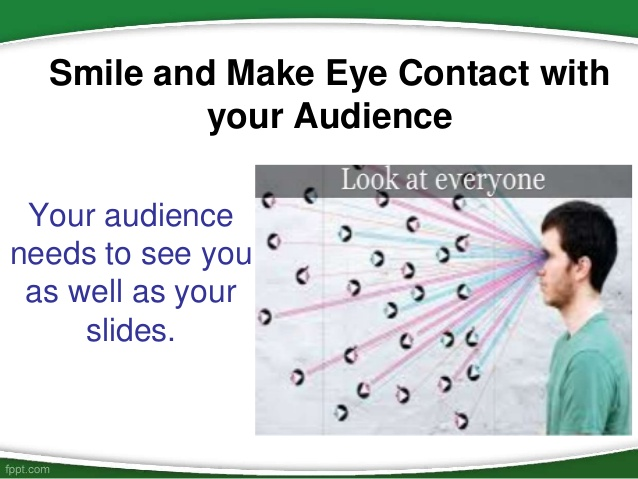 Smile and Make Eye Contact with
your Audience
Look at everyone
Your audience
needs to see you
as well as your
slides.
fppt.com